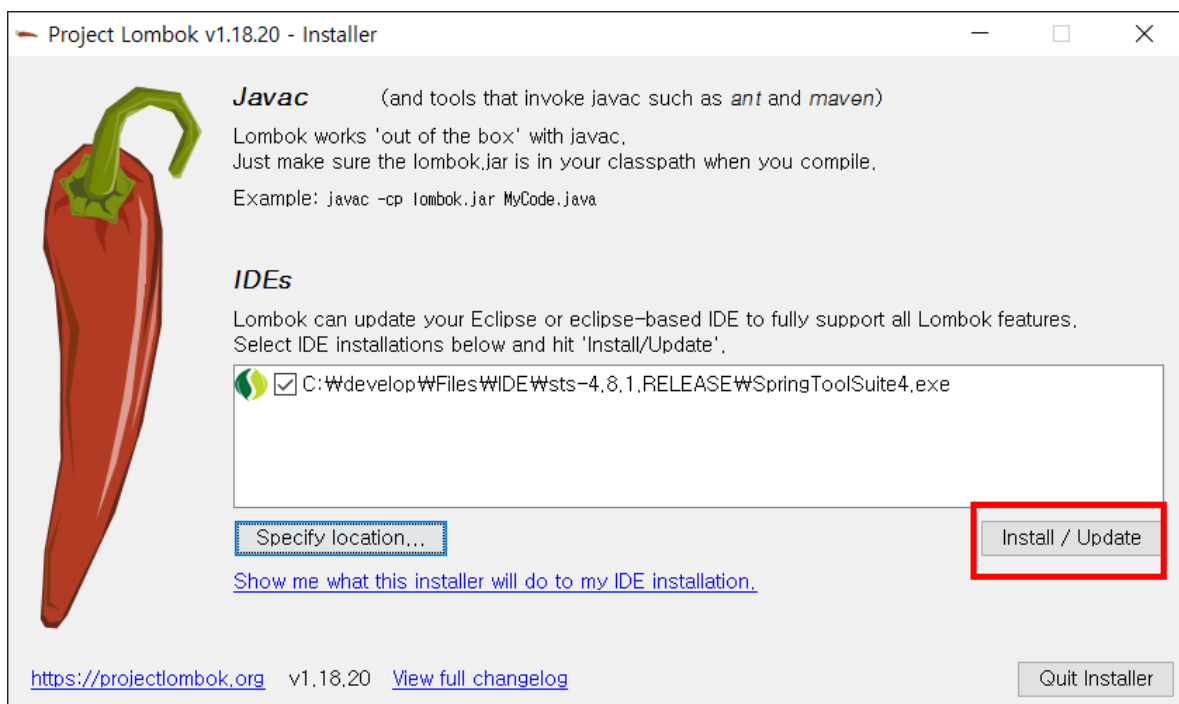 Project Lombok v1.18.20 - Installer
Javac (and tools that invoke javac such as ant and maven)
Lombok works 'out of the box' with javac.
Just make sure the lombok.jar is in your classpath when you compile.
Example: javac -cp lombok.jar MyCode.java
IDEs
Lombok can update your Eclipse or eclipse-based IDE to fully support all Lombok features.
Select IDE installations below and hit 'Install/Update'.
C:₩develop₩Files₩IDE₩sts-4.8.1.RELEASE₩SpringToolSuite4.exe
Specify location... Install / Update
Show me what this installer will do to my IDE installation.
https://projectlombok.org v1.18.20 View full changelog Quit Installer